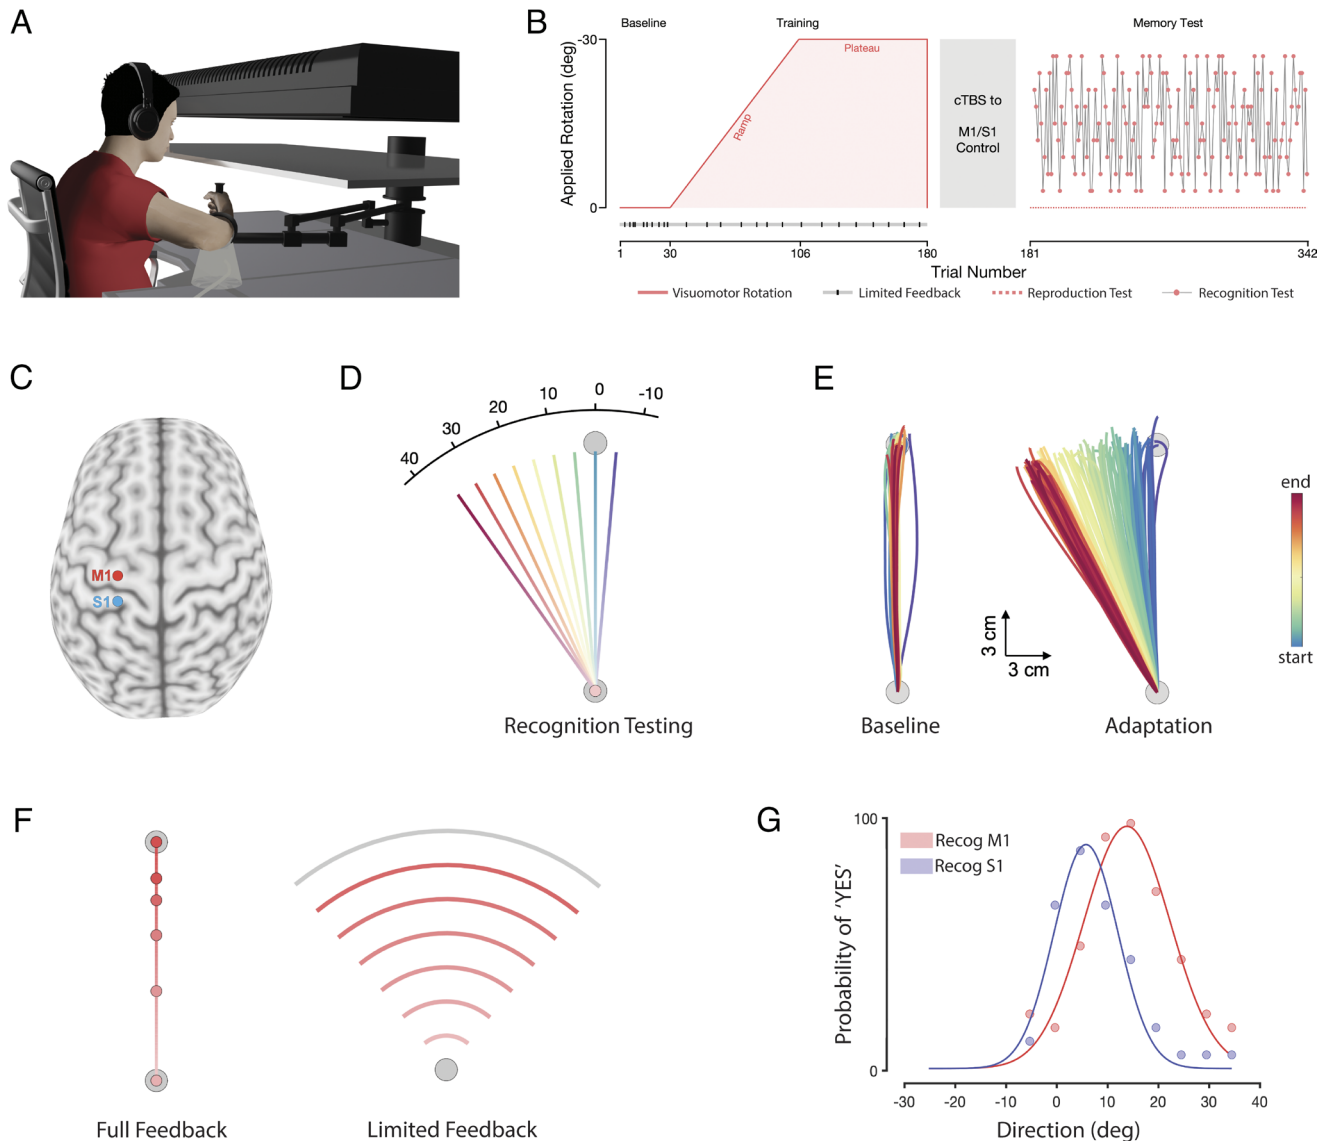 A
B
Baseline
Training
Memory Test
-30
Applied Rotation (deg)
0
Plateau
Ramp
cTBS to
M1/S1
Control
1
30
106
180
181
342
Trial Number
Visuomotor Rotation
Limited Feedback
Reproduction Test
Recognition Test
C
M1
S1
D
40
30
20
10
0
-10
Recognition Testing
E
3 cm
3 cm
end
start
Baseline
Adaptation
F
Full Feedback
Limited Feedback
G
100
Probability of ‘YES’
0
Recog M1
Recog S1
-30
-20
-10
0
10
20
30
40
Direction (deg)